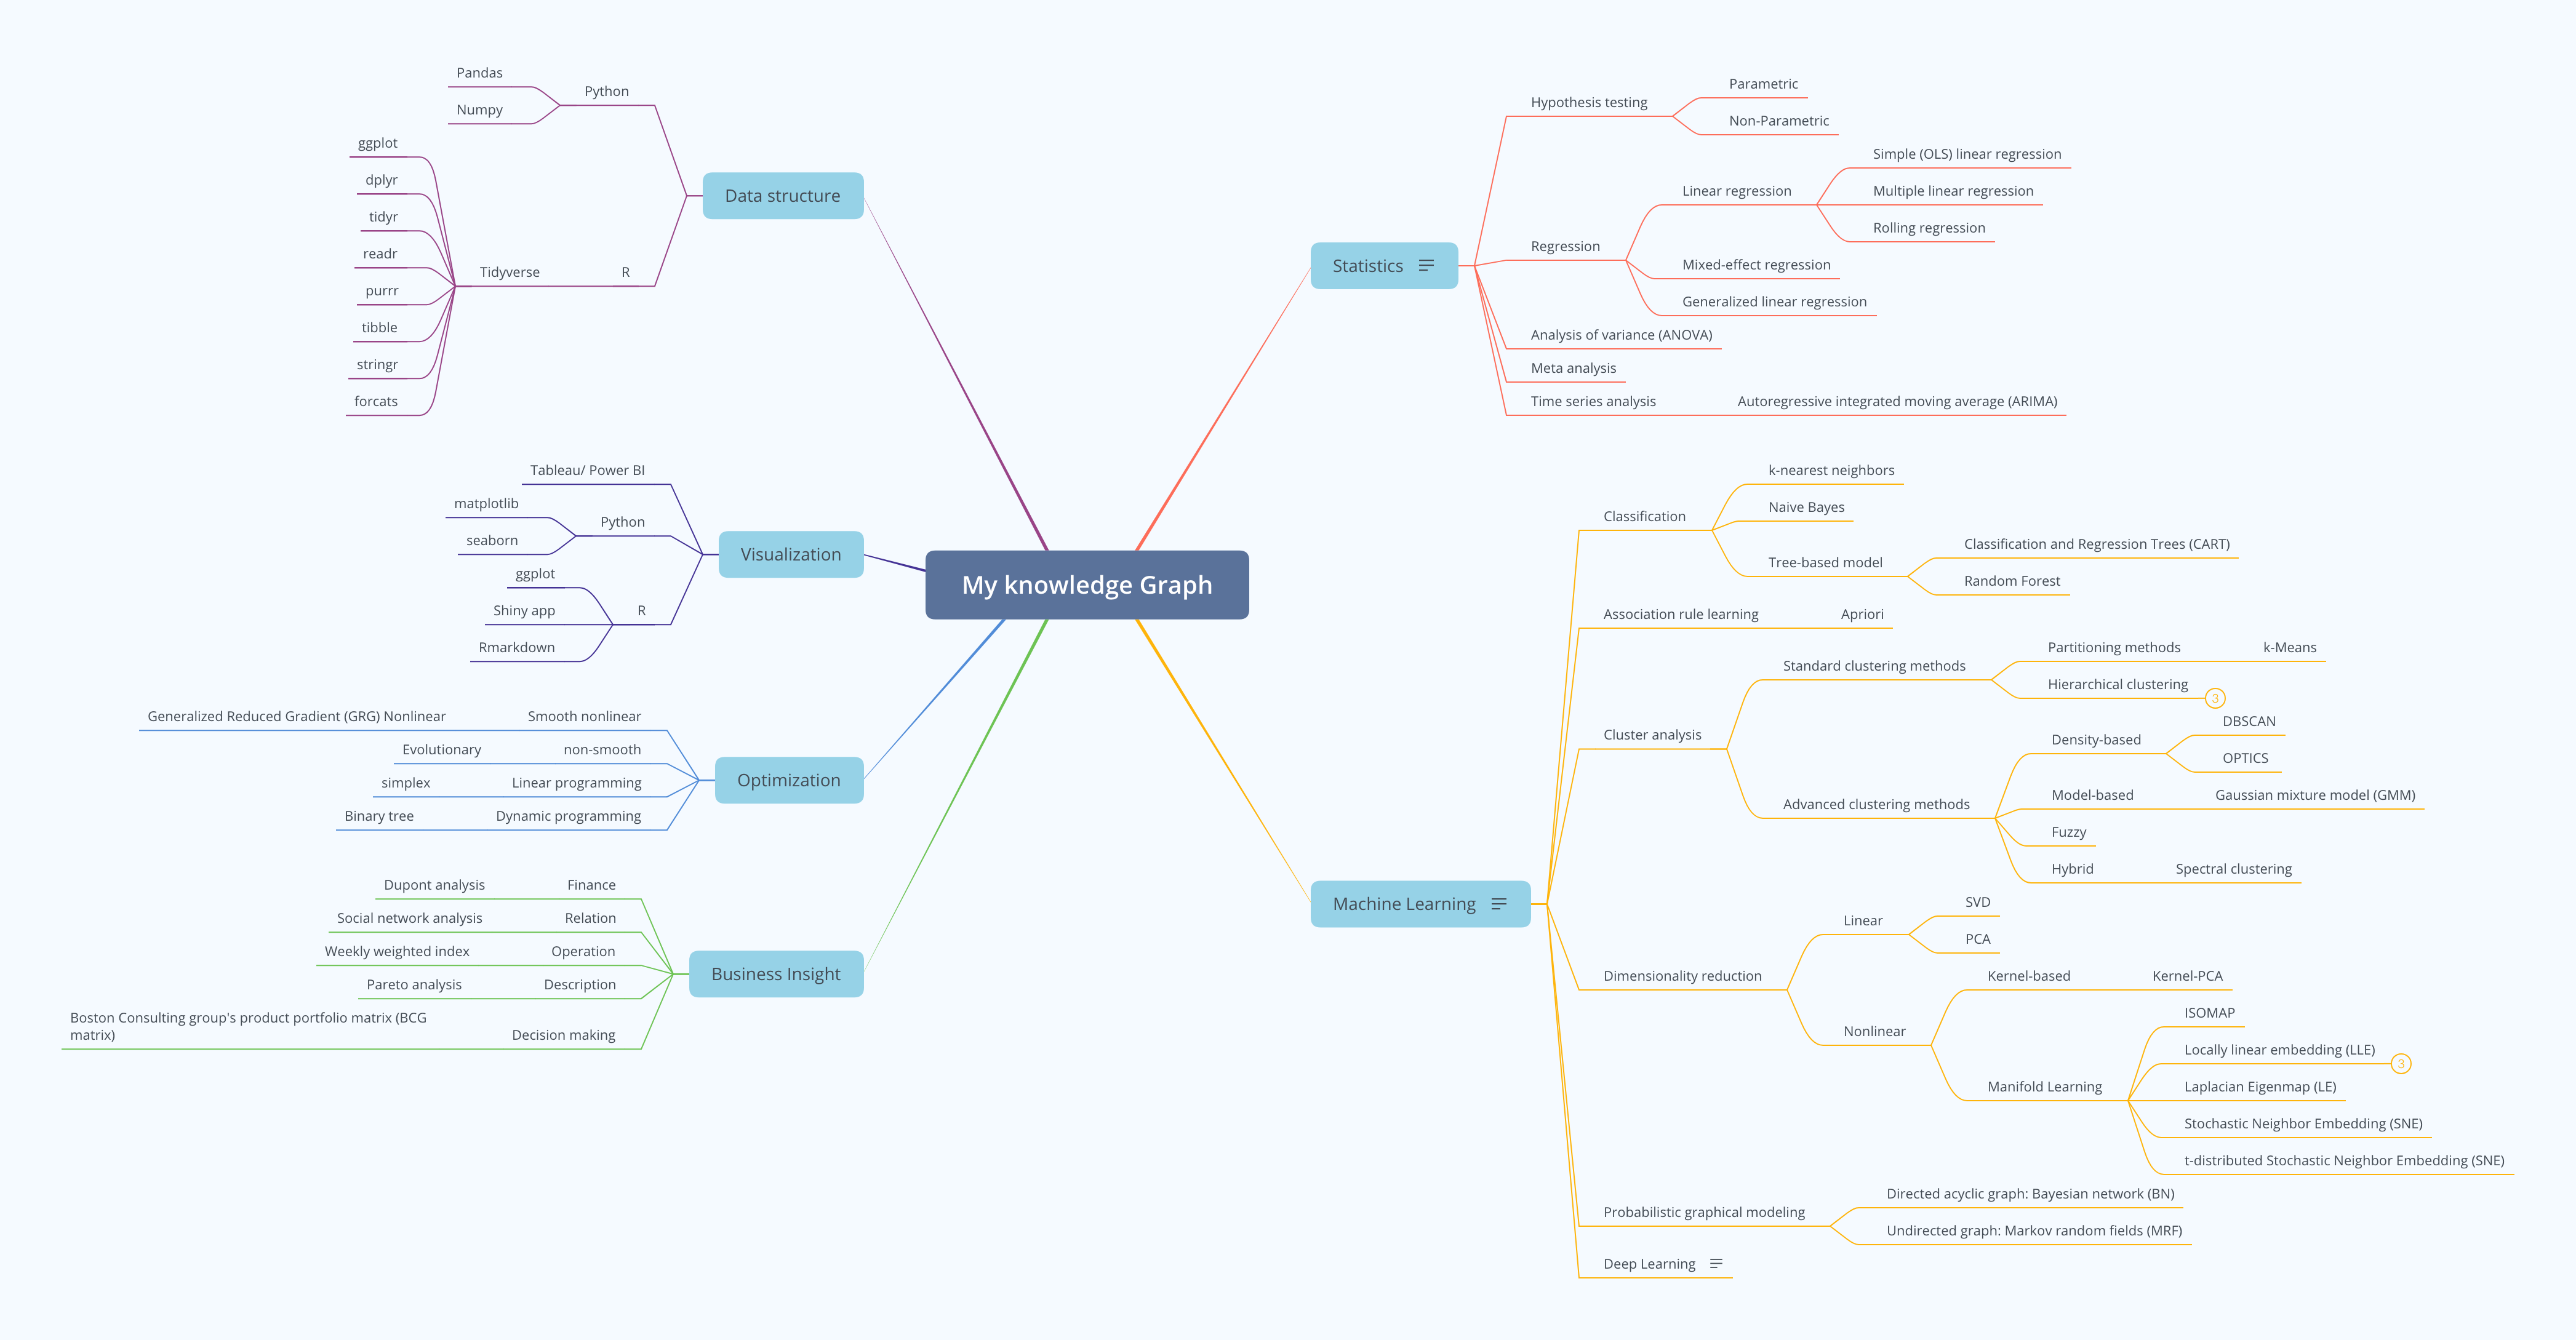 My knowledge Graph
Data structure
Python
Pandas
Numpy
R
Tidyverse
ggplot
dplyr
tidyr
readr
purrr
tibble
stringr
forcats
Visualization
Tableau/ Power BI
Python
matplotlib
seaborn
R
ggplot
Shiny app
Rmarkdown
Optimization
Smooth nonlinear
Generalized Reduced Gradient (GRG) Nonlinear
non-smooth
Evolutionary
Linear programming
simplex
Dynamic programming
Binary tree
Business Insight
Finance
Dupont analysis
Relation
Social network analysis
Operation
Weekly weighted index
Description
Pareto analysis
Decision making
Boston Consulting group's product portfolio matrix (BCG
matrix)
Statistics
Hypothesis testing
Parametric
Non-Parametric
Regression
Linear regression
Simple (OLS) linear regression
Multiple linear regression
Rolling regression
Mixed-effect regression
Generalized linear regression
Analysis of variance (ANOVA)
Meta analysis
Time series analysis
Autoregressive integrated moving average (ARIMA)
Machine Learning
Classification
k-nearest neighbors
Naive Bayes
Tree-based model
Classification and Regression Trees (CART)
Random Forest
Association rule learning
Apriori
Cluster analysis
Standard clustering methods
Partitioning methods
k-Means
Hierarchical clustering
3
Advanced clustering methods
Density-based
DBSCAN
OPTICS
Model-based
Gaussian mixture model (GMM)
Fuzzy
Hybrid
Spectral clustering
Dimensionality reduction
Linear
SVD
PCA
Nonlinear
Kernel-based
Kernel-PCA
Manifold Learning
ISOMAP
Locally linear embedding (LLE)
3
Laplacian Eigenmap (LE)
Stochastic Neighbor Embedding (SNE)
t-distributed Stochastic Neighbor Embedding (SNE)
Probabilistic graphical modeling
Directed acyclic graph: Bayesian network (BN)
Undirected graph: Markov random fields (MRF)
Deep Learning